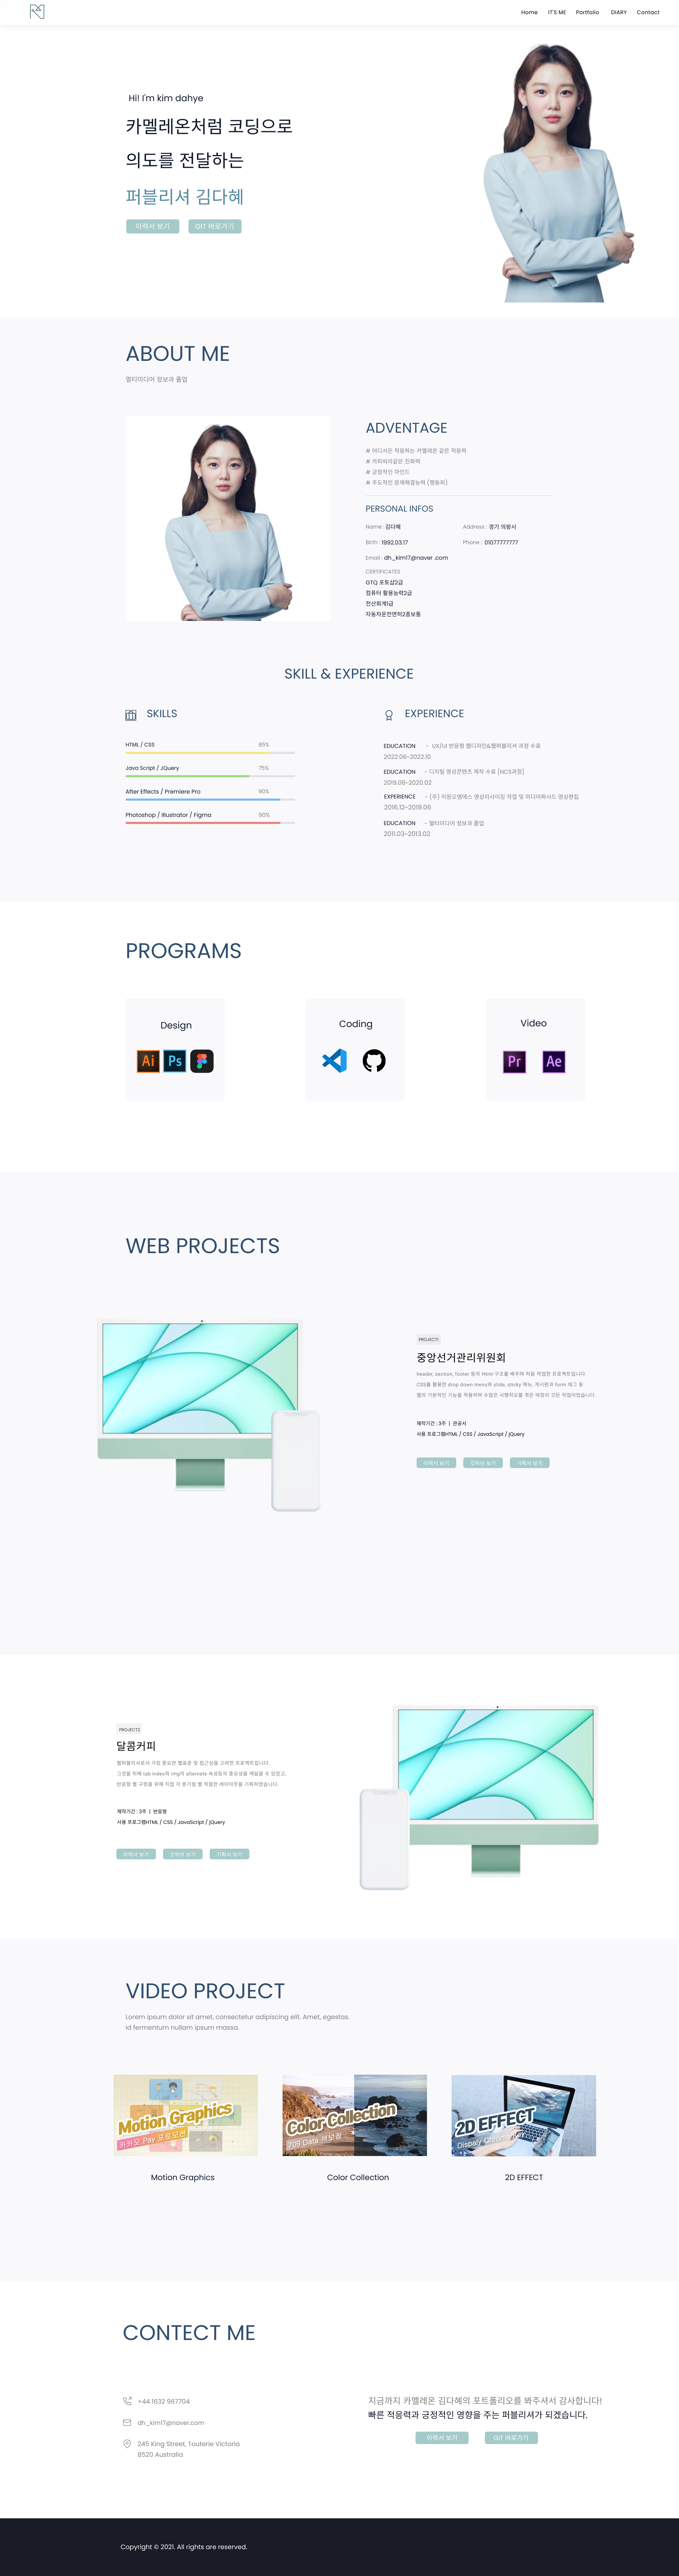 Home IT'S ME Portfolio DIARY Contact
Hi! I'm kim dahye
카멜레온처럼 코딩으로
의도를 전달하는
퍼블리셔 김다혜
이력서 보기 GIT 바로가기
ABOUT ME
멀티미디어 정보과 졸업
ADVENTAGE
# 어디서든 적응하는 카멜레온 같은 적응력
# 카피바라같은 친화력
# 긍정적인 마인드
# 주도적인 문제해결능력 (행동파)
PERSONAL INFOS
Name : 김다혜 Address : 경기 의왕시
Birth : 1992.03.17 Phone : 01077777777
Email : dh_kim17@naver .com
CERTIFICATES
GTQ 포토샵2급
컴퓨터 활용능력2급
전산회계1급
자동차운전면허2종보통
SKILL & EXPERIENCE
SKILLS
HTML / CSS 85%
Java Script / JQuery 75%
After Effects / Premiere Pro 90%
Photoshop / Illustrator / Figma 90%
EXPERIENCE
EDUCATION - UX/UI 반응형 웹디자인&웹퍼블리셔 과정 수료
2022.06~2022.10
EDUCATION - 디지털 영상콘텐츠 제작 수료 [NCS과정]
2019.08~2020.02
EXPERIENCE - (주) 이원오엠에스 영상리사이징 작업 및 미디어파사드 영상편집
2016.12~2019.06
EDUCATION - 멀티미디어 정보과 졸업
2011.03~2013.02
PROGRAMS
Design
Ai Ps
Coding
Video
Pr Ae
WEB PROJECTS
PROJECT1
중앙선거관리위원회
header, section, footer 등의 Html 구조를 배우며 처음 작업한 프로젝트입니다.
CSS를 활용한 drop down menu와 slide, sticky 메뉴, 게시판과 form 태그 등
웹의 기본적인 기능을 적용하며 수많은 시행착오를 겪은 애정이 깃든 작업이었습니다.
제작기간 : 3주 | 관공서
사용 프로그램HTML / CSS / JavaScript / jQuery
이력서 보기 깃허브 보기 기획서 보기
PROJECT2
달콤커피
웹퍼블리셔로서 가장 중요한 웹표준 및 접근성을 고려한 프로젝트입니다.
그것을 위해 tab index와 img의 alternate 속성등의 중요성을 깨달을 수 있었고,
반응형 웹 구현을 위해 직접 각 분기점 별 적절한 레이아웃을 기획하였습니다.
제작기간 : 3주 | 반응형
사용 프로그램HTML / CSS / JavaScript / jQuery
이력서 보기 깃허브 보기 기획서 보기
VIDEO PROJECT
Lorem ipsum dolor sit amet, consectetur adipiscing elit. Amet, egestas.
id fermentum nullam ipsum massa.
Motion Graphics
카카오 Pay 포로모션
Color Collection
2D EFFECT
Motion Graphics
Color Collection
2D EFFECT
CONTECT ME
+44 1632 967704
dh_kim17@naver.com
245 King Street, Touterie Victoria
8520 Australia
지금까지 카멜레온 김다혜의 포트폴리오를 봐주셔서 감사합니다!
빠른 적응력과 긍정적인 영향을 주는 퍼블리셔가 되겠습니다.
이력서 보기 GIT 바로가기
Copyright © 2021. All rights are reserved.